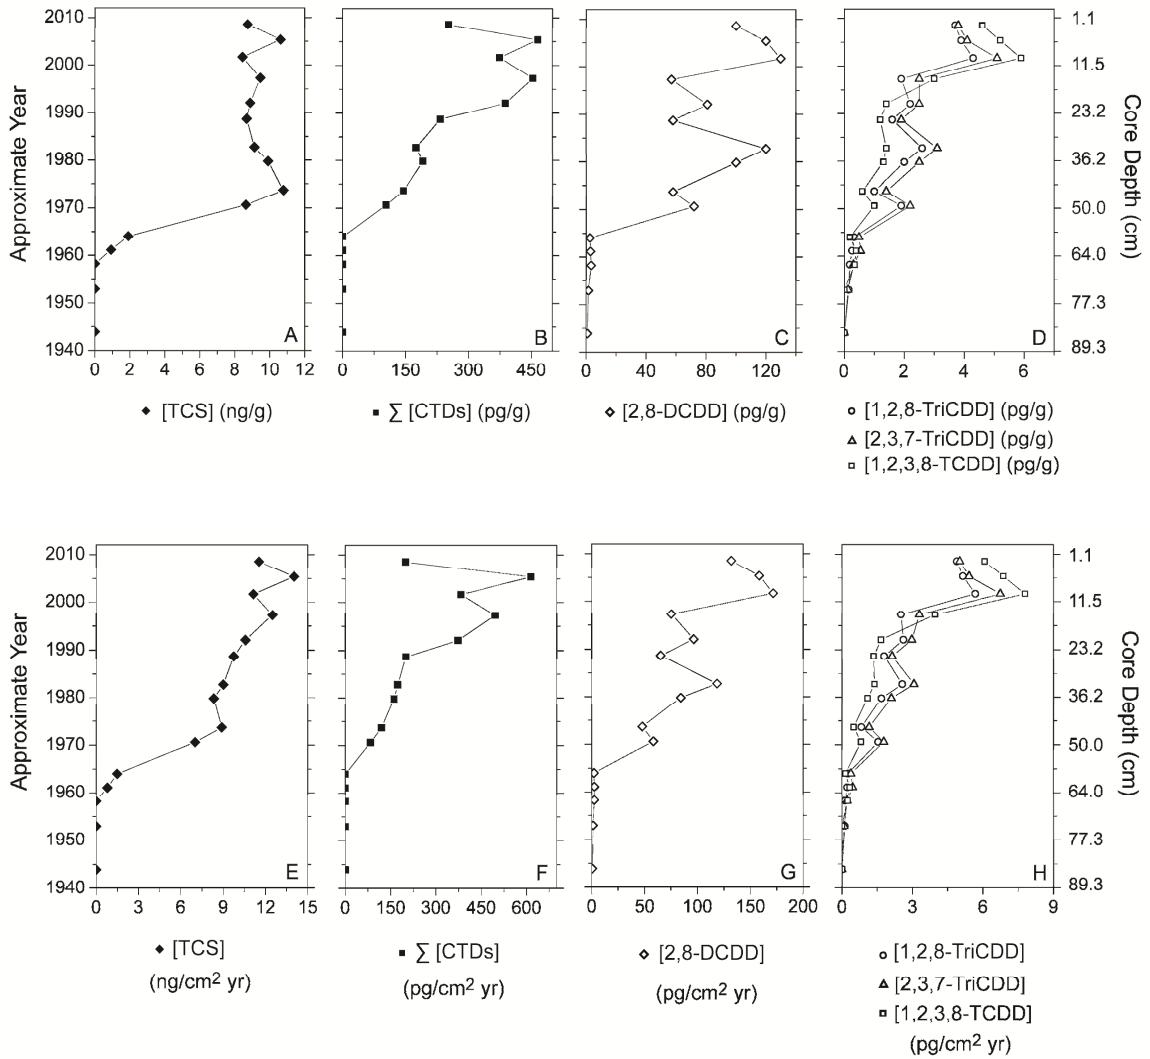 2010
2000
1990
1980
1970
1960
1950
1940
Approximate Year
0 2 4 6 8 10 12
A
◆ [TCS] (ng/g)
0 150 300 450
B
■ ∑ [CTDs] (pg/g)
0 40 80 120
C
◇ [2,8-DCDD] (pg/g)
0 2 4 6
D
1.1
11.5
23.2
36.2
50.0
64.0
77.3
89.3
Core Depth (cm)
○ [1,2,8-TriCDD] (pg/g)
△ [2,3,7-TriCDD] (pg/g)
□ [1,2,3,8-TCDD] (pg/g)
2010
2000
1990
1980
1970
1960
1950
1940
Approximate Year
0 3 6 9 12 15
E
◆ [TCS]
(ng/cm² yr)
0 150 300 450 600
F
■ ∑ [CTDs]
(pg/cm² yr)
0 50 100 150 200
G
◇ [2,8-DCDD]
(pg/cm² yr)
0 3 6 9
H
1.1
11.5
23.2
36.2
50.0
64.0
77.3
89.3
Core Depth (cm)
○ [1,2,8-TriCDD]
△ [2,3,7-TriCDD]
□ [1,2,3,8-TCDD]
(pg/cm² yr)